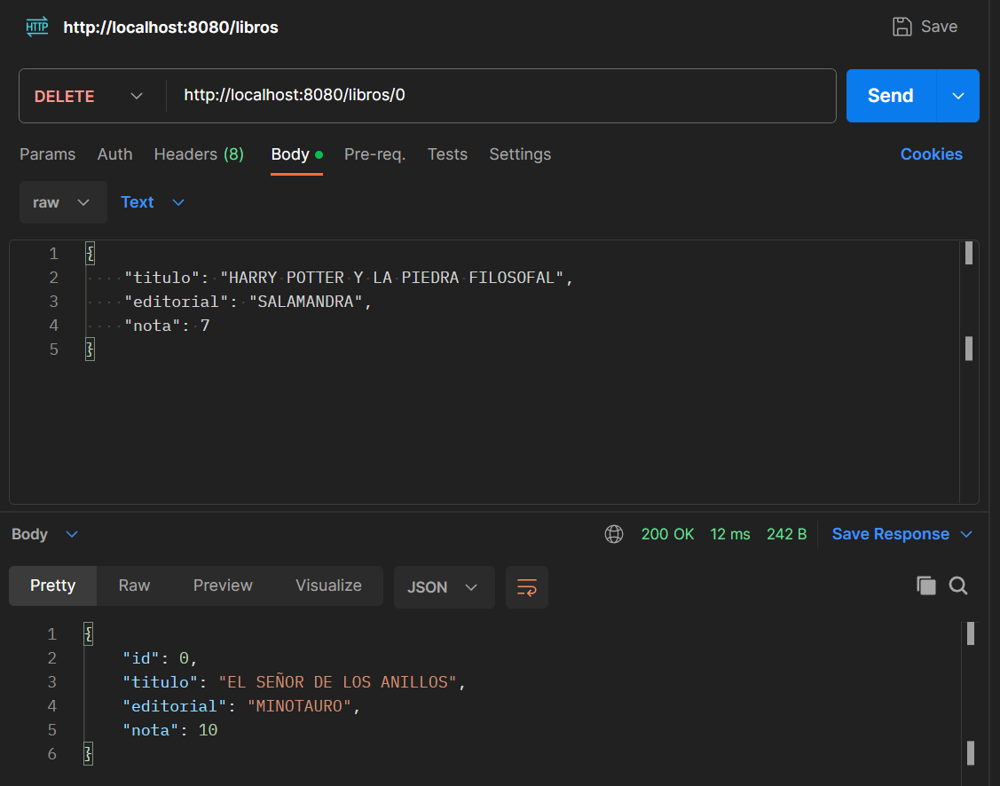 HTTP http://localhost:8080/libros Save
DELETE http://localhost:8080/libros/0 Send
Params Auth Headers (8) Body Pre-req. Tests Settings Cookies
raw Text
1 {
2 "titulo": "HARRY POTTER Y LA PIEDRA FILOSOFAL",
3 "editorial": "SALAMANDRA",
4 "nota": 7
5 }
Body 200 OK 12 ms 242 B Save Response
Pretty Raw Preview Visualize JSON
1 {
2 "id": 0,
3 "titulo": "EL SEÑOR DE LOS ANILLOS",
4 "editorial": "MINOTAURO",
5 "nota": 10
6 }